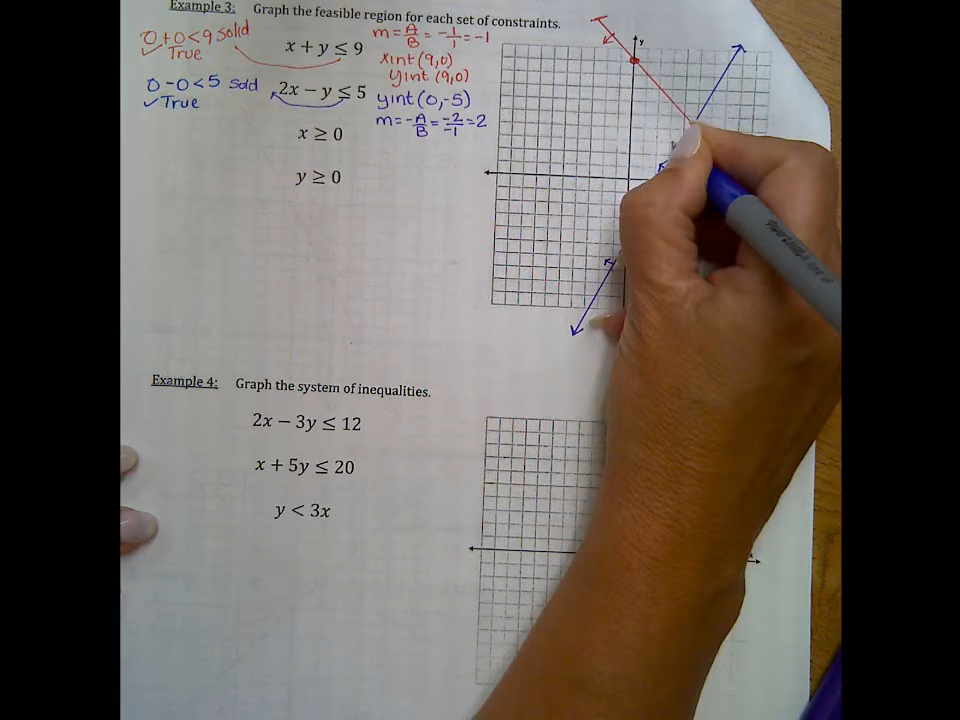 Example 3: Graph the feasible region for each set of constraints.
0+0<9 Solid
✓ True
x + y ≤ 9
m=A/B = -1/1 = -1
xint (9,0)
yint (9,0)
0-0<5 Sold
✓True
2x − y ≤ 5
yint (0,-5)
m=-A/B = -2/-1 = 2
x ≥ 0
y ≥ 0
y
Example 4: Graph the system of inequalities.
2x − 3y ≤ 12
x + 5y ≤ 20
y < 3x